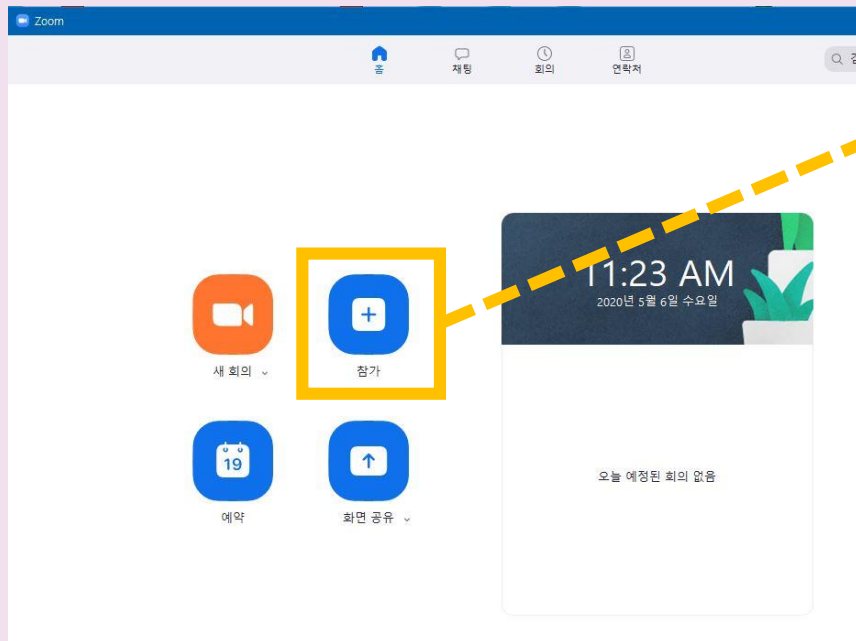 Zoom
홈
채팅
회의
연락처
11:23 AM
2020년 5월 6일 수요일
새 회의
참가
19
예약
화면 공유
오늘 예정된 회의 없음